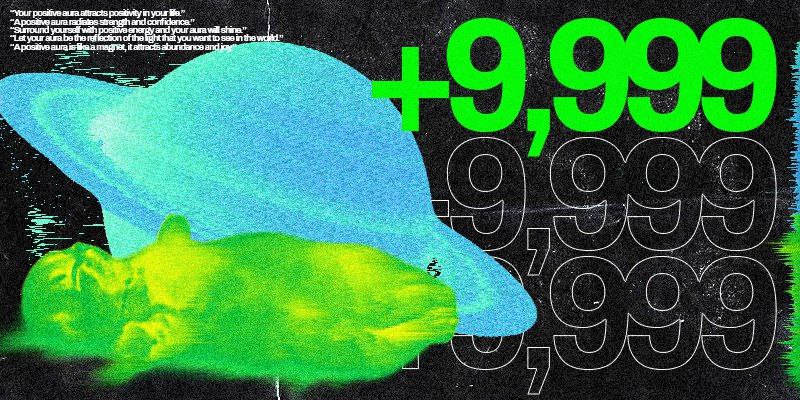 "Your positive aura attracts positivity in your life."
"A positive aura radiates strength and confidence."
"Surround yourself with positive energy and your aura will shine."
"Let your aura be the reflection of the light that you want to see in the world."
"A positive aura is like a magnet, it attracts abundance and joy."
+9,999
+9,999
+9,999